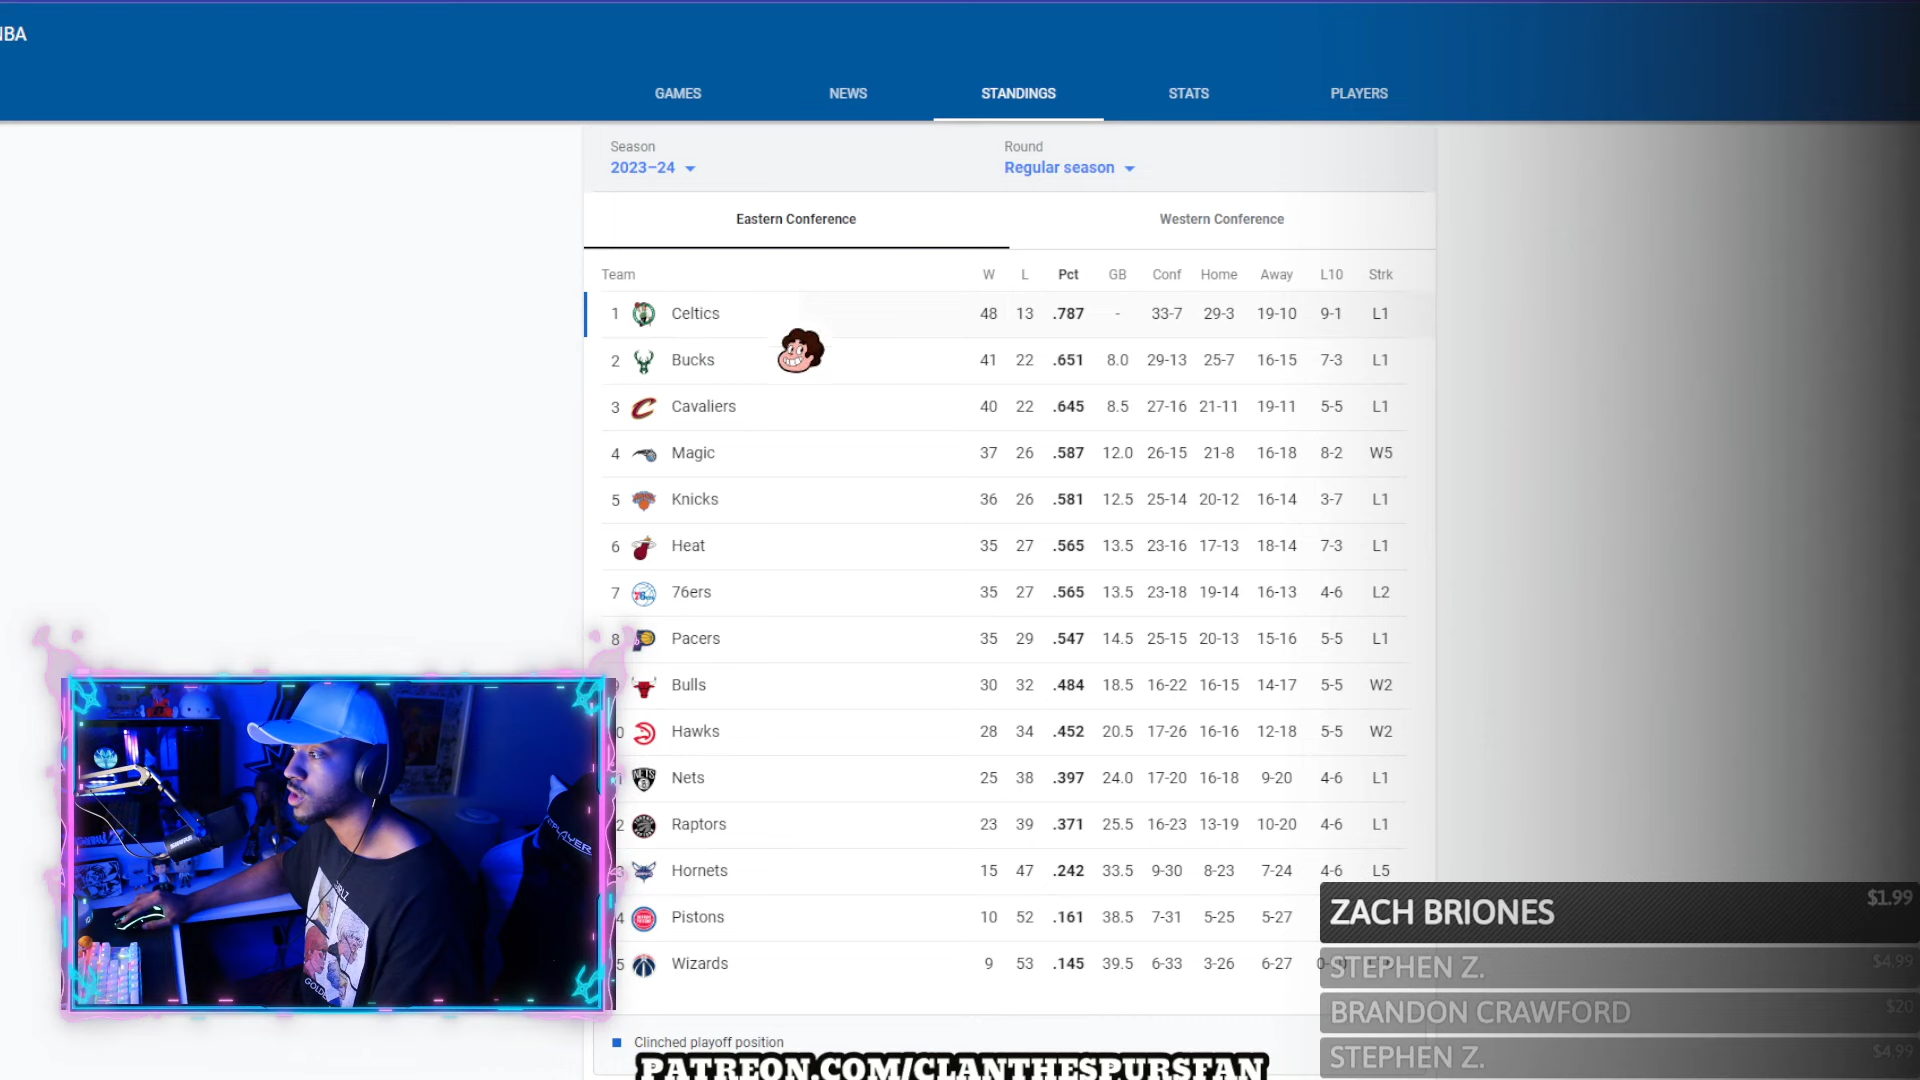 NBA
GAMES NEWS STANDINGS STATS PLAYERS
Season Round
2023–24 Regular season
Eastern Conference Western Conference
Team W L Pct GB Conf Home Away L10 Strk
1 Celtics 48 13 .787 - 33-7 29-3 19-10 9-1 L1
2 Bucks 41 22 .651 8.0 29-13 25-7 16-15 7-3 L1
3 Cavaliers 40 22 .645 8.5 27-16 21-11 19-11 5-5 L1
4 Magic 37 26 .587 12.0 26-15 21-8 16-18 8-2 W5
5 Knicks 36 26 .581 12.5 25-14 20-12 16-14 3-7 L1
6 Heat 35 27 .565 13.5 23-16 17-13 18-14 7-3 L1
7 76ers 35 27 .565 13.5 23-18 19-14 16-13 4-6 L2
8 Pacers 35 29 .547 14.5 25-15 20-13 15-16 5-5 L1
Bulls 30 32 .484 18.5 16-22 16-15 14-17 5-5 W2
0 Hawks 28 34 .452 20.5 17-26 16-16 12-18 5-5 W2
1 Nets 25 38 .397 24.0 17-20 16-18 9-20 4-6 L1
2 Raptors 23 39 .371 25.5 16-23 13-19 10-20 4-6 L1
3 Hornets 15 47 .242 33.5 9-30 8-23 7-24 4-6 L5
4 Pistons 10 52 .161 38.5 7-31 5-25 5-27
5 Wizards 9 53 .145 39.5 6-33 3-26 6-27
Clinched playoff position
PATREON.COM/CLANTHESPURSFAN
ZACH BRIONES $1.99
STEPHEN Z. $4.99
BRANDON CRAWFORD $20
STEPHEN Z. $4.99